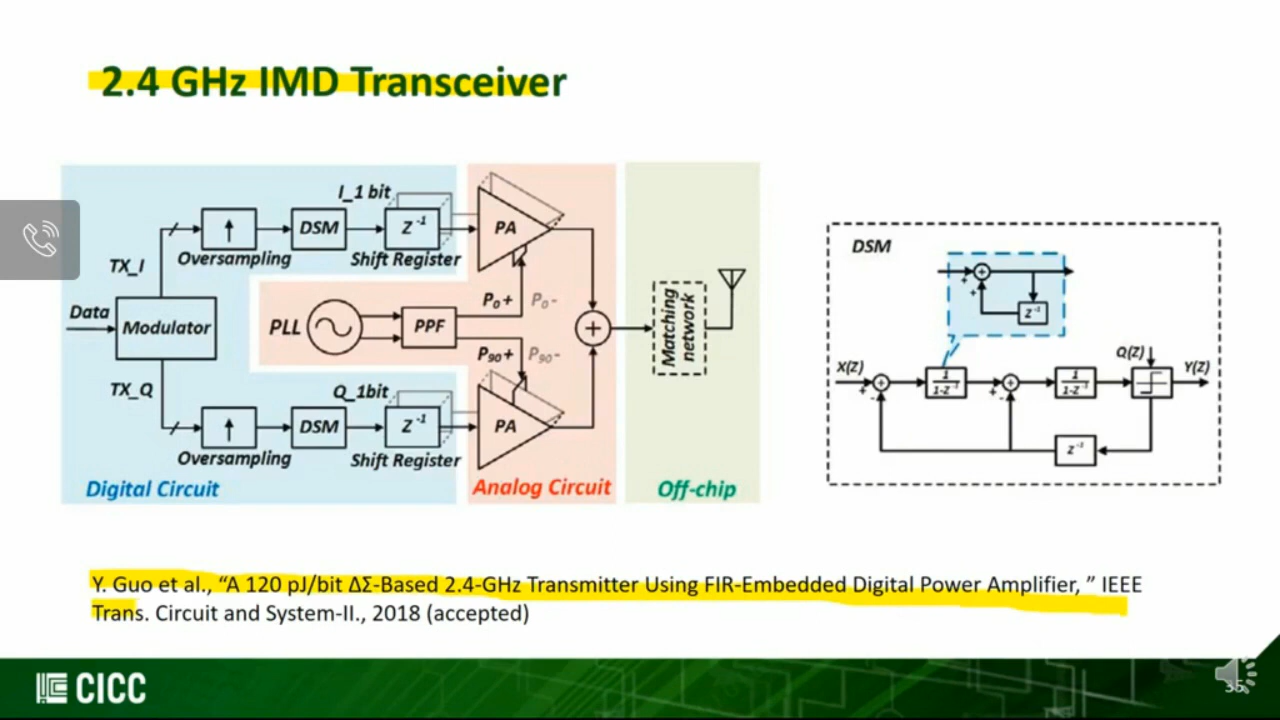 2.4 GHz IMD Transceiver
I_1 bit
DSM
Z⁻¹
PA
Oversampling
Shift Register
TX_I
Data
Modulator
PLL
PPF
P₀+
P₀-
P₉₀+
P₉₀-
+
Matching
network
TX_Q
Q_1bit
DSM
Z⁻¹
PA
Oversampling
Shift Register
Digital Circuit
Analog Circuit
Off-chip
DSM
+
+
Z⁻¹
X(Z)
+
-
1
1-Z⁻¹
+
-
1
1-Z⁻¹
Q(Z)
Y(Z)
Z⁻¹
Y. Guo et al., “A 120 pJ/bit ΔΣ-Based 2.4-GHz Transmitter Using FIR-Embedded Digital Power Amplifier, ” IEEE
Trans. Circuit and System-II., 2018 (accepted)
CICC
35